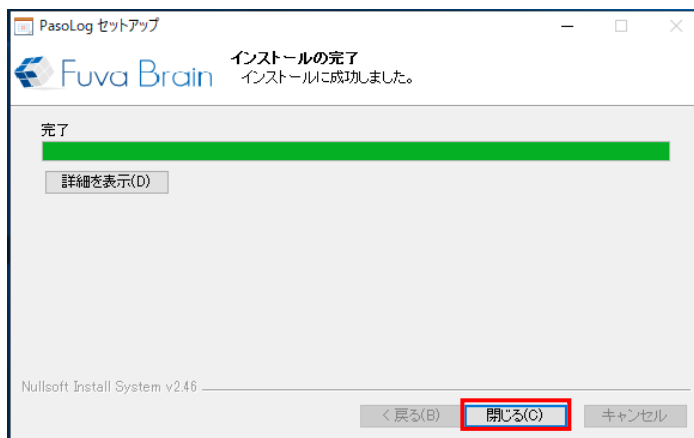 PasoLog セットアップ
Fuva Brain
インストールの完了
インストールに成功しました。
完了
詳細を表示(D)
Nullsoft Install System v2.46
< 戻る(B)
閉じる(C)
キャンセル